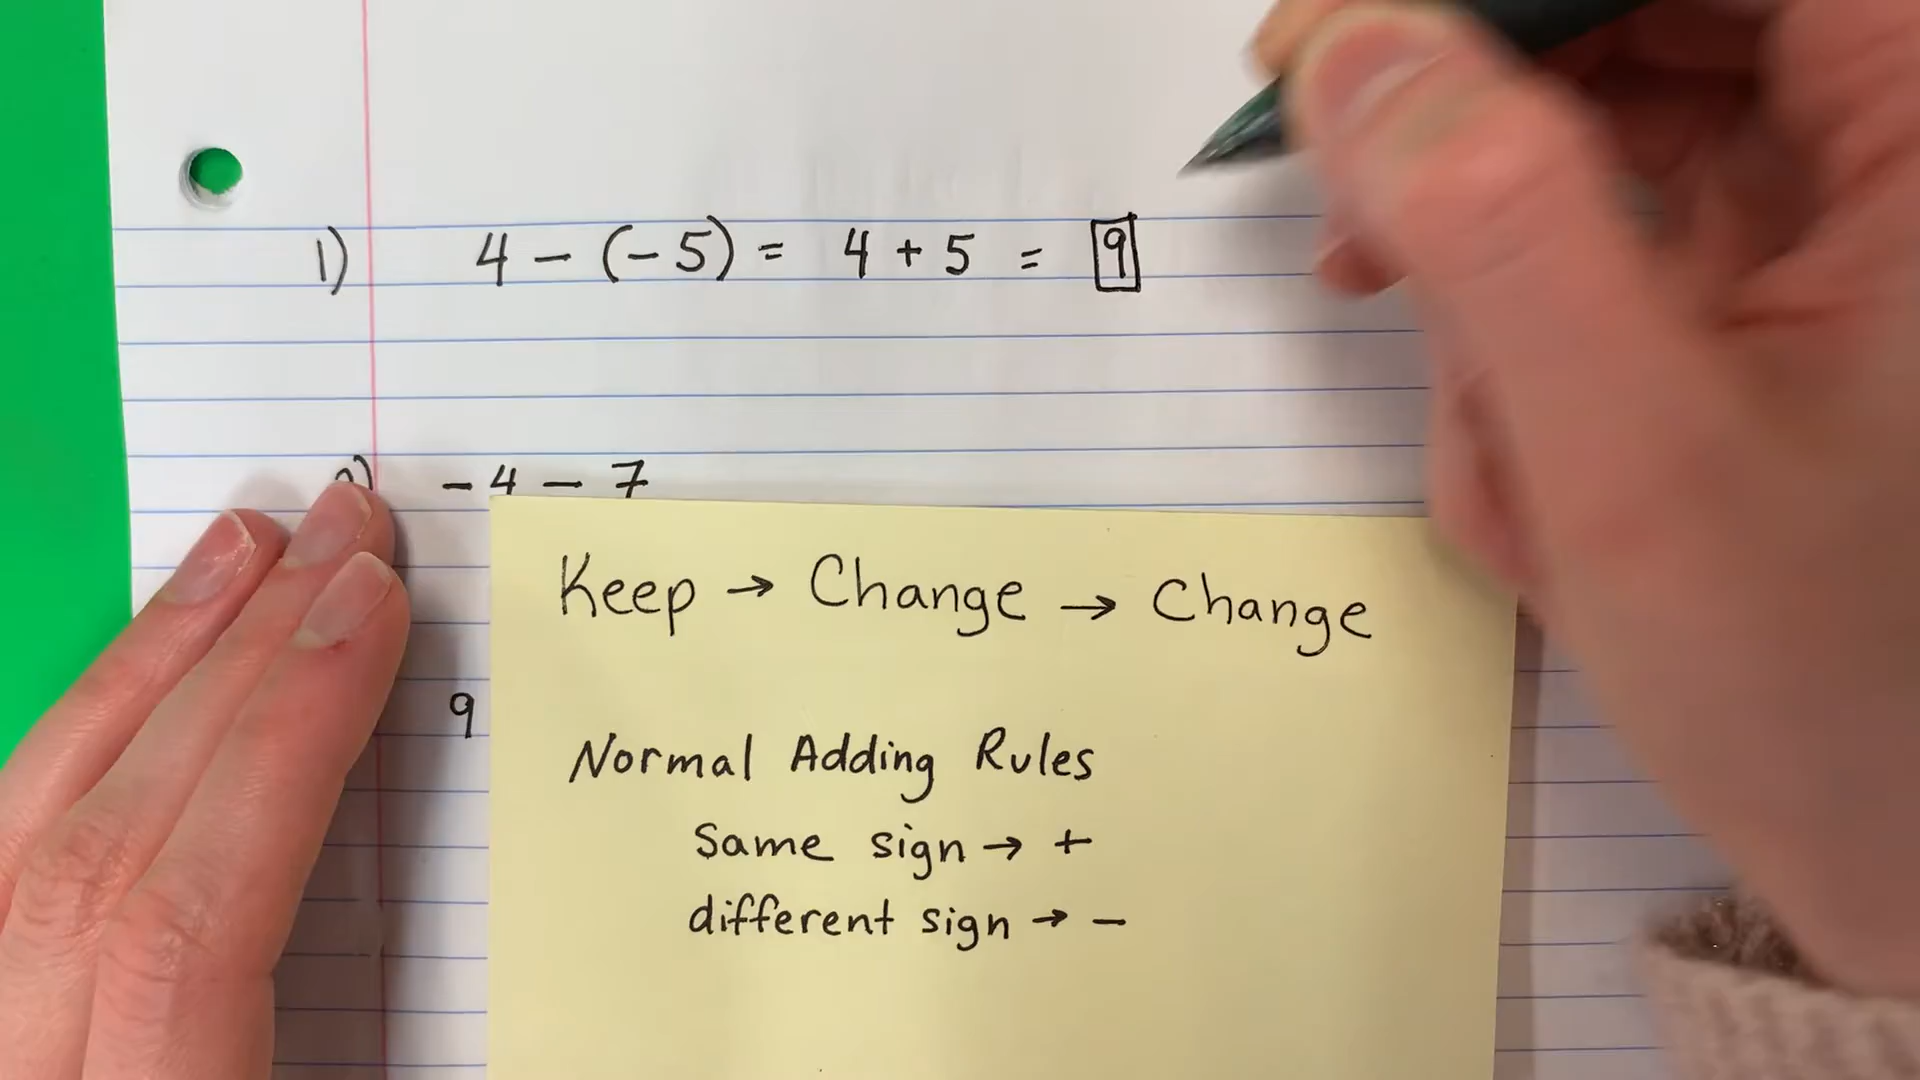 1) 4 − (−5) = 4 + 5 = 9
−4 − 7
Keep → Change → Change
9
Normal Adding Rules
Same sign → +
different sign → −